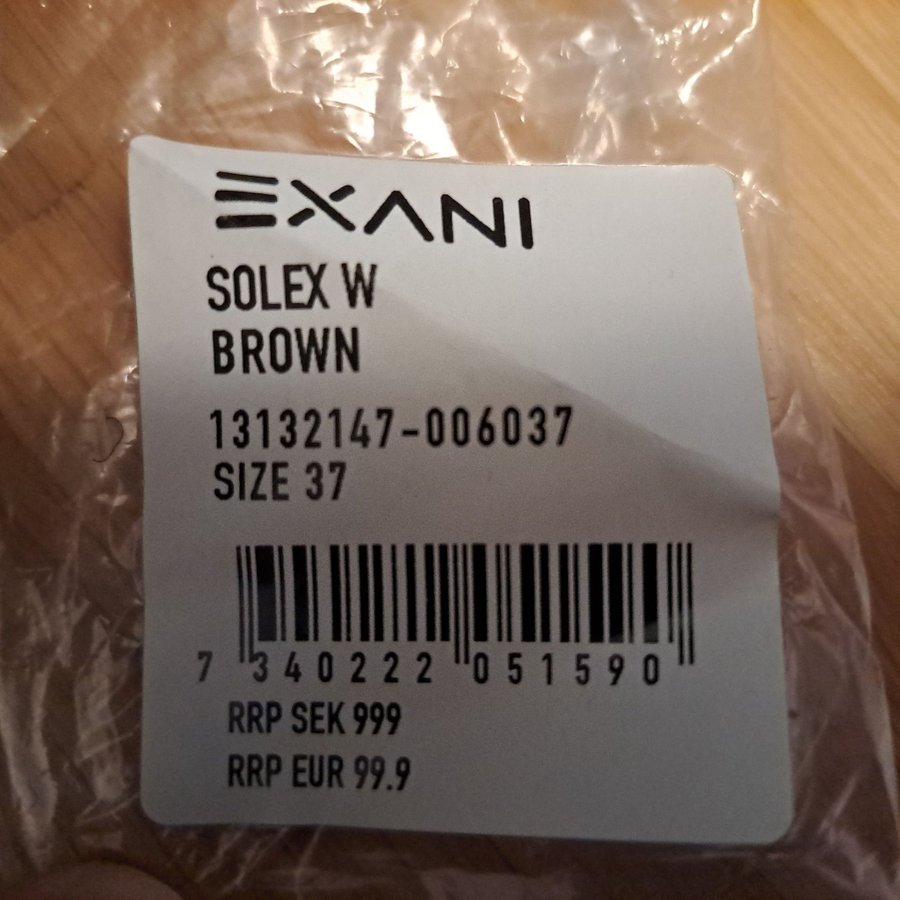 EXANI
SOLEX W
BROWN
13132147-006037
SIZE 37
7 340222 051590
RRP SEK 999
RRP EUR 99.9